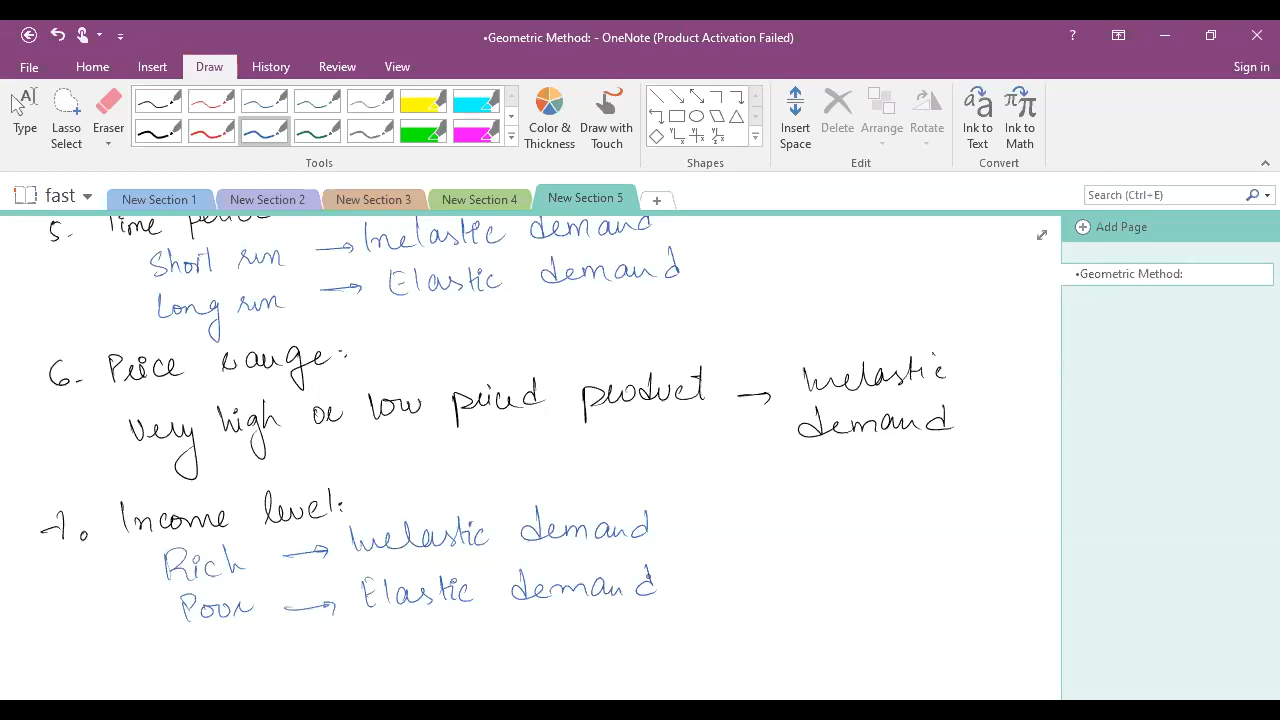 •Geometric Method: - OneNote (Product Activation Failed)
?
File Home Insert Draw History Review View
Sign in
Type
Lasso Select
Eraser
Color & Thickness
Draw with Touch
Insert Space
Delete
Arrange
Rotate
Ink to Text
Ink to Math
Tools
Shapes
Edit
Convert
fast
New Section 1
New Section 2
New Section 3
New Section 4
New Section 5
Search (Ctrl+E)
Add Page
•Geometric Method:
5. Time period
Short run → Inelastic demand
Long run → Elastic demand
6. Price range:
Very high or low priced product → Inelastic
demand
7. Income level:
Rich → Inelastic demand
Poor → Elastic demand